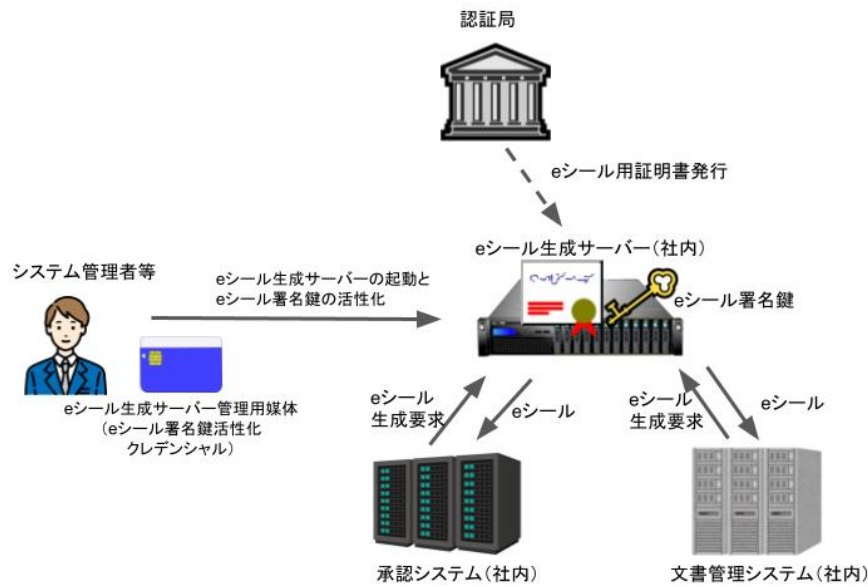 認証局
eシール用証明書発行
eシール生成サーバー(社内)
システム管理者等
eシール生成サーバーの起動と
eシール署名鍵の活性化
eシール署名鍵
eシール生成サーバー管理用媒体
(eシール署名鍵活性化
クレデンシャル)
eシール
生成要求
eシール
eシール
生成要求
eシール
承認システム(社内)
文書管理システム(社内)